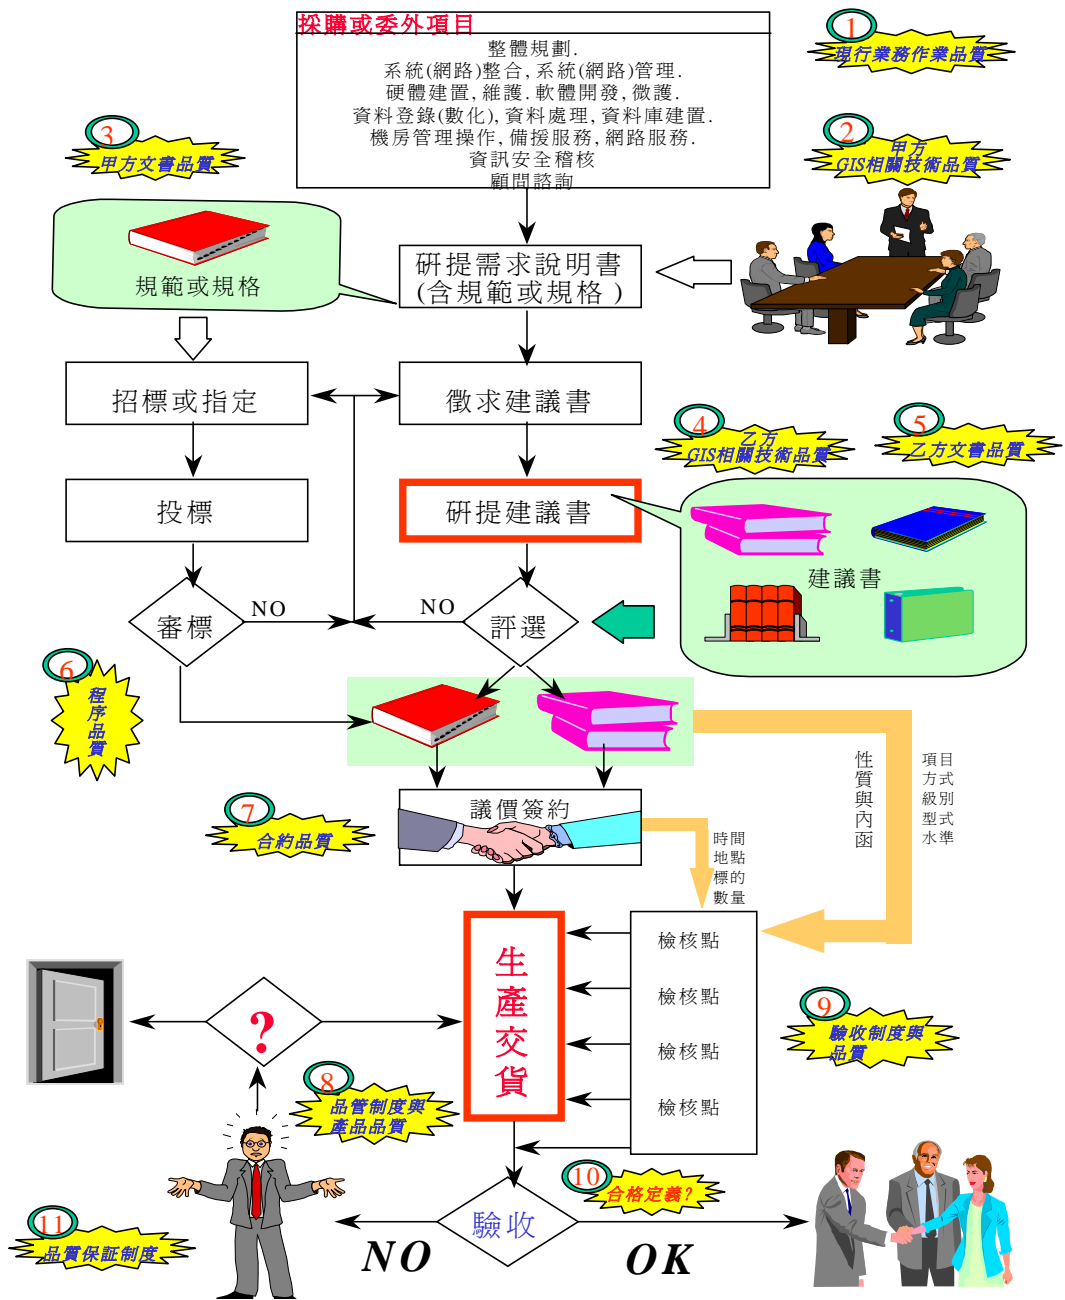 採購或委外項目
整體規劃.
系統(網路)整合, 系統(網路)管理.
硬體建置, 維護. 軟體開發, 微護.
資料登錄(數化), 資料處理, 資料庫建置.
機房管理操作, 備援服務, 網路服務.
資訊安全稽核
顧問諮詢
1
現行業務作業品質
2
甲方
GIS相關技術品質
3
甲方文書品質
規範或規格
研提需求說明書
(含規範或規格)
招標或指定
徵求建議書
4
乙方
GIS相關技術品質
5
乙方文書品質
投標
研提建議書
建議書
審標
NO
NO
評選
6
程序品質
7
合約品質
議價簽約
性質與內函
項目
方式
級別
型式
水準
時間
地點
標的
數量
生產交貨
檢核點
檢核點
檢核點
檢核點
?
8
品管制度與
產品品質
9
驗收制度與
品質
10
合格定義?
11
品質保証制度
驗收
NO
OK